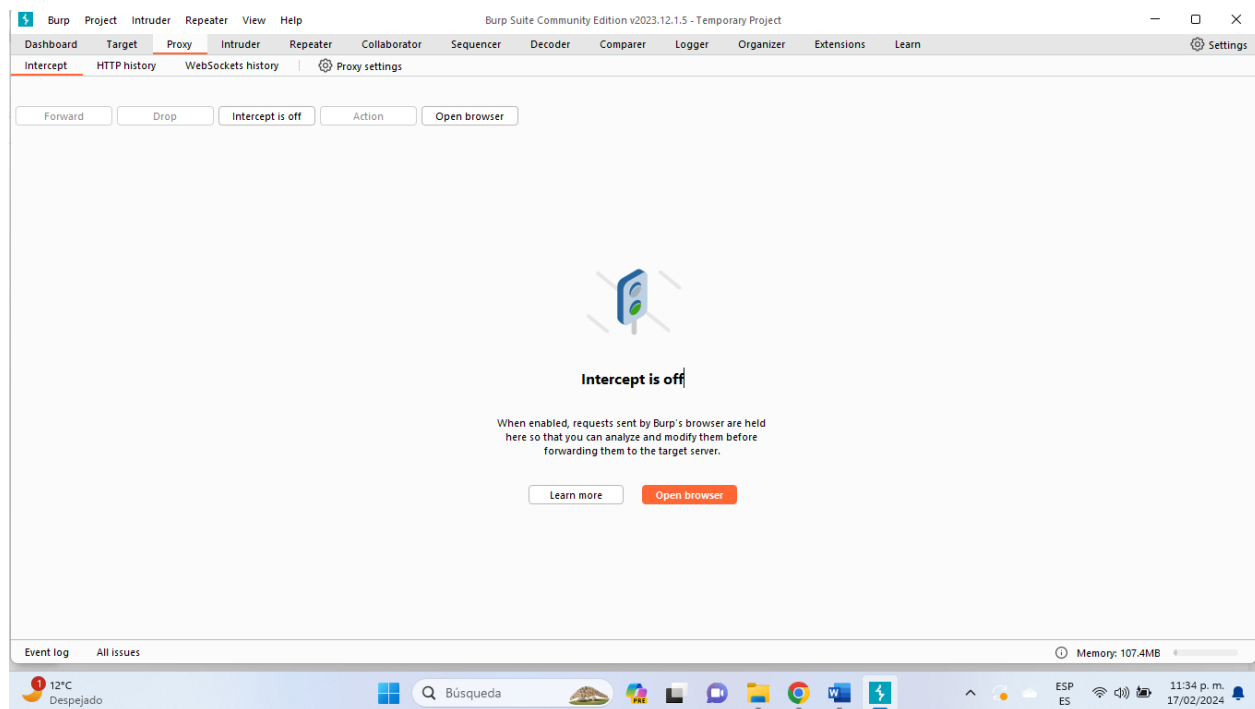 Burp Project Intruder Repeater View Help Burp Suite Community Edition v2023.12.1.5 - Temporary Project
Dashboard Target Proxy Intruder Repeater Collaborator Sequencer Decoder Comparer Logger Organizer Extensions Learn Settings
Intercept HTTP history WebSockets history Proxy settings
Forward Drop Intercept is off Action Open browser
Intercept is off
When enabled, requests sent by Burp's browser are held
here so that you can analyze and modify them before
forwarding them to the target server.
Learn more Open browser
Event log All issues Memory: 107.4MB
1 12°C
Despejado
Búsqueda
PRE
W
ESP
ES
11:34 p. m.
17/02/2024